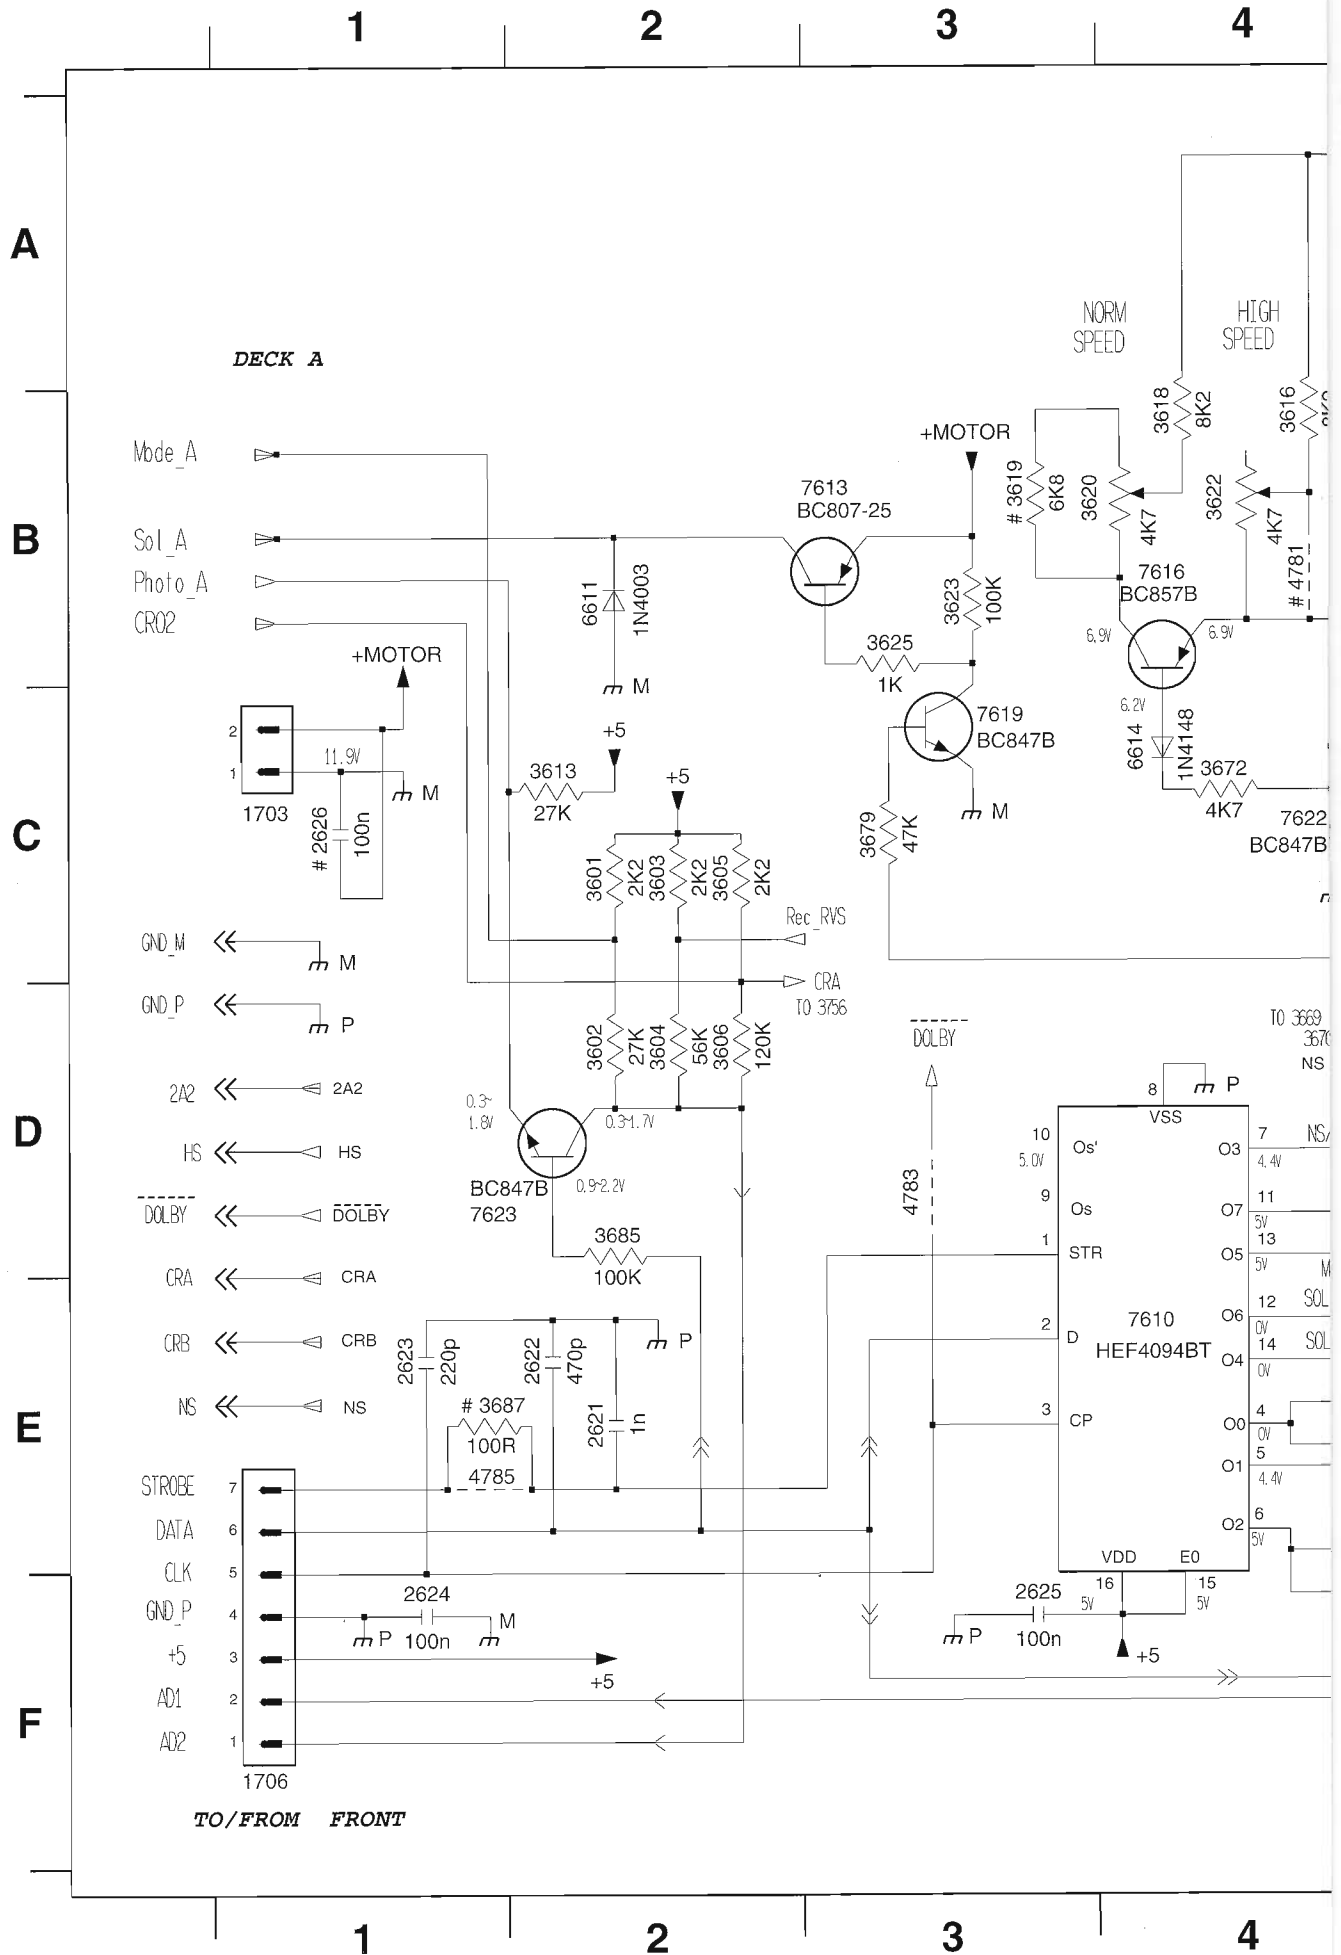 1 2 3 4
A
NORM SPEED
HIGH SPEED
DECK A
3618
8K2
3616
+MOTOR
Mode_A
# 3619
6K8
3620
4K7
3622
4K7
7613
BC807-25
B
Sol_A
Photo_A
CRO2
6611
1N4003
3623
100K
7616
BC857B
# 4781
6.9V
6.9V
+MOTOR
3625
1K
M
6.2V
2
11.9V
1
M
1703
# 2626
100n
+5
3613
27K
+5
7619
BC847B
M
6614
1N4148
3672
4K7
7622
BC847B
C
3679
47K
3601
2K2
3603
2K2
3605
2K2
Rec_RVS
GND_M
M
CRA
TO 3756
GND_P
P
3602
27K
3604
56K
3606
120K
DOLBY
TO 3669
NS
8
P
VSS
D
2A2
2A2
0.3~
1.8V
0.3~1.7V
HS
HS
BC847B
7623
0.9~2.2V
4783
10
5.0V
Os'
O3
7
4.4V
9
Os
O7
11
5V
DOLBY
DOLBY
3685
100K
1
STR
O5
13
5V
CRA
CRA
7610
HEF4094BT
O6
12
0V
SOL
CRB
CRB
2623
220p
2622
470p
P
2
D
O4
14
0V
SOL
NS
NS
# 3687
100R
2621
1n
3
CP
O0
4
0V
E
O1
5
4.4V
STROBE
7
4785
DATA
6
O2
6
5V
CLK
5
VDD
E0
16
5V
15
5V
GND_P
4
P
2624
100n
M
P
2625
100n
+5
+5
3
+5
AD1
2
F
AD2
1
1706
TO/FROM FRONT
1 2 3 4